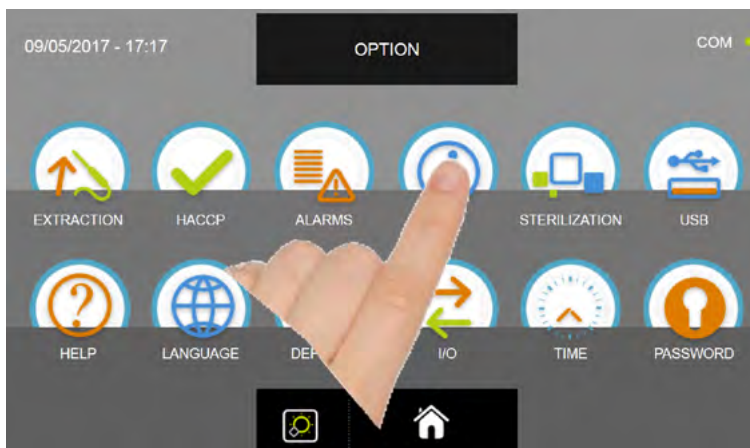 09/05/2017 - 17:17
OPTION
COM
EXTRACTION
HACCP
ALARMS
STERILIZATION
USB
HELP
LANGUAGE
I/O
TIME
PASSWORD